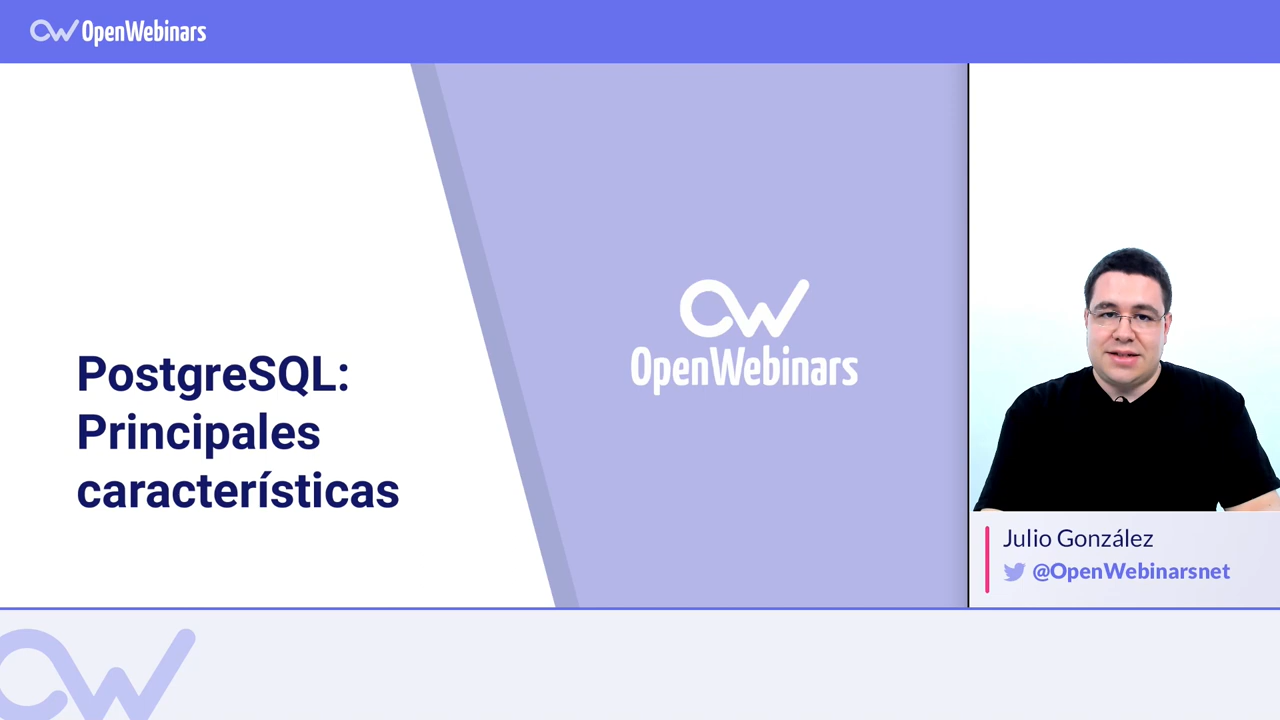 OpenWebinars
PostgreSQL:
Principales
características
OpenWebinars
Julio González
@OpenWebinarsnet